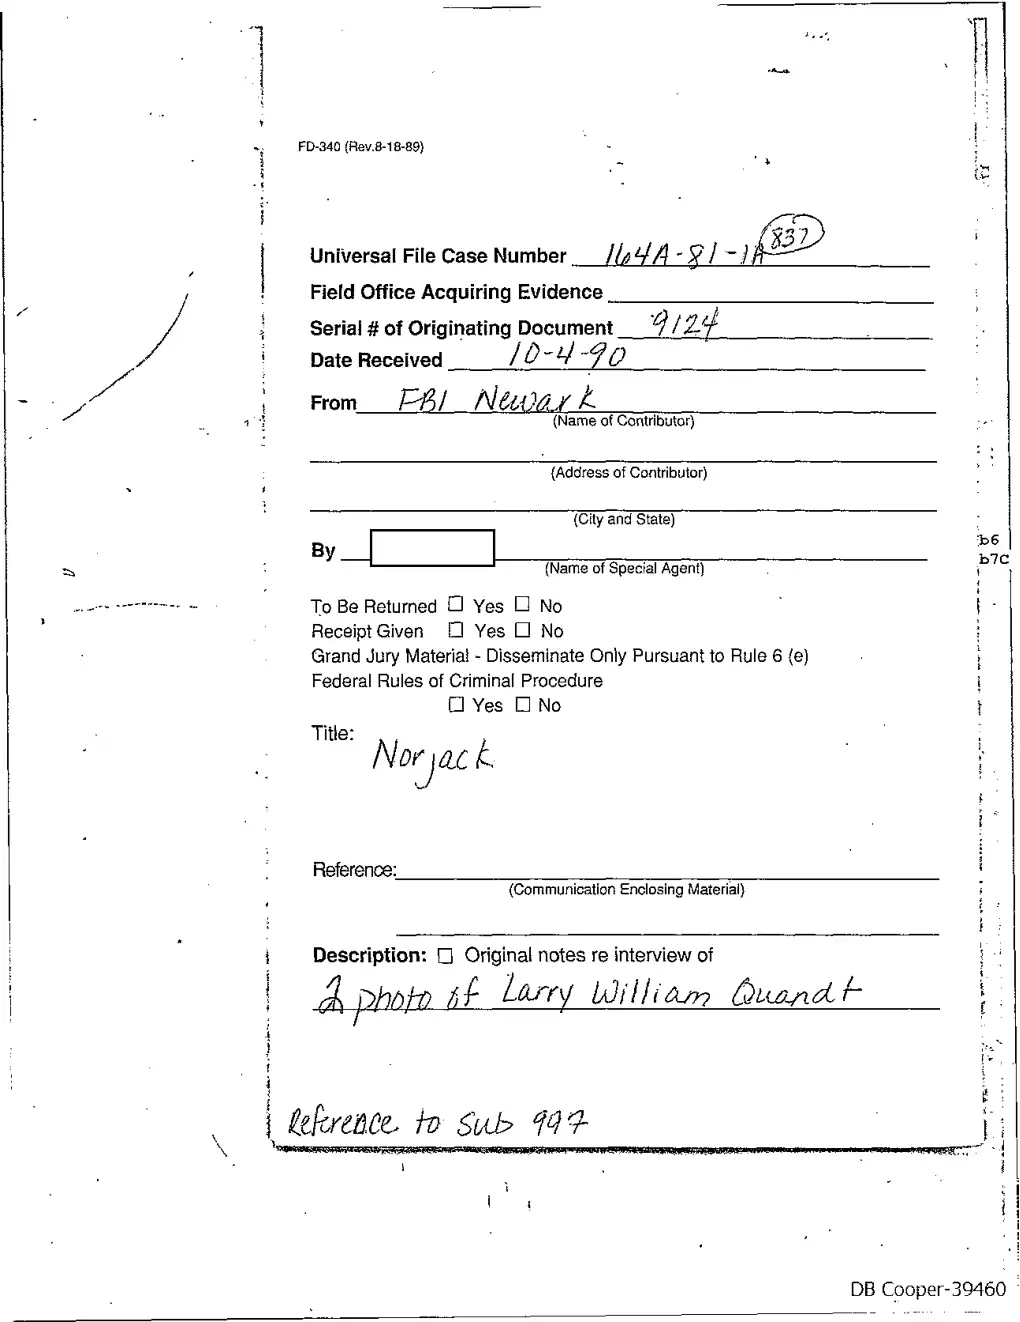 FD-340 (Rev.8-18-89)
Universal File Case Number 164A-81-1A 837
Field Office Acquiring Evidence
Serial # of Originating Document 9124
Date Received 10-4-90
From FBI Newark
(Name of Contributor)
(Address of Contributor)
(City and State)
b6
By
b7C
(Name of Special Agent)
To Be Returned ☐ Yes ☐ No
Receipt Given ☐ Yes ☐ No
Grand Jury Material - Disseminate Only Pursuant to Rule 6 (e)
Federal Rules of Criminal Procedure
☐ Yes ☐ No
Title:
Norjack
Reference:
(Communication Enclosing Material)
Description: ☐ Original notes re interview of
2 photo of Larry William Quandt
Reference to Sub 997
DB Cooper-39460